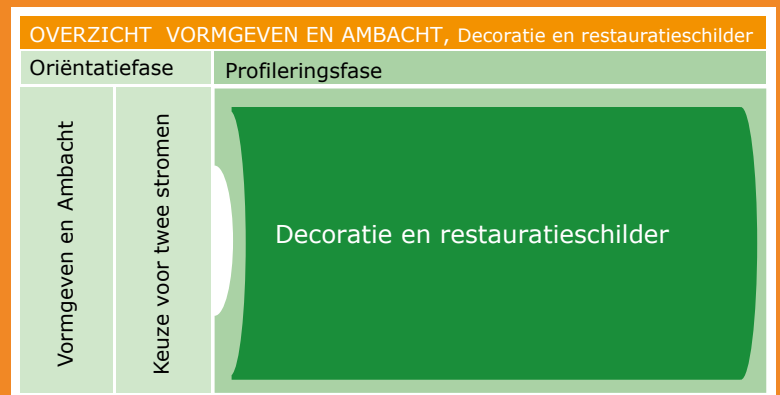 OVERZICHT VORMGEVEN EN AMBACHT, Decoratie en restauratieschilder
Oriëntatiefase
Profileringsfase
Vormgeven en Ambacht
Keuze voor twee stromen
Decoratie en restauratieschilder